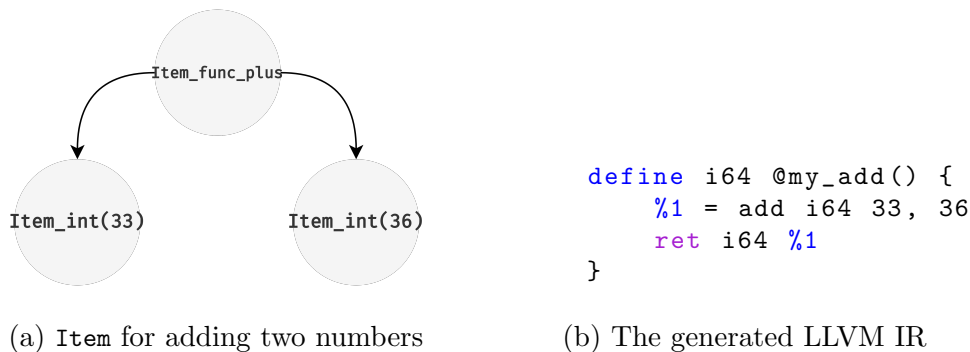 Item_func_plus
Item_int(33)
Item_int(36)
(a) Item for adding two numbers
define i64 @my_add() {
    %1 = add i64 33, 36
    ret i64 %1
}
(b) The generated LLVM IR